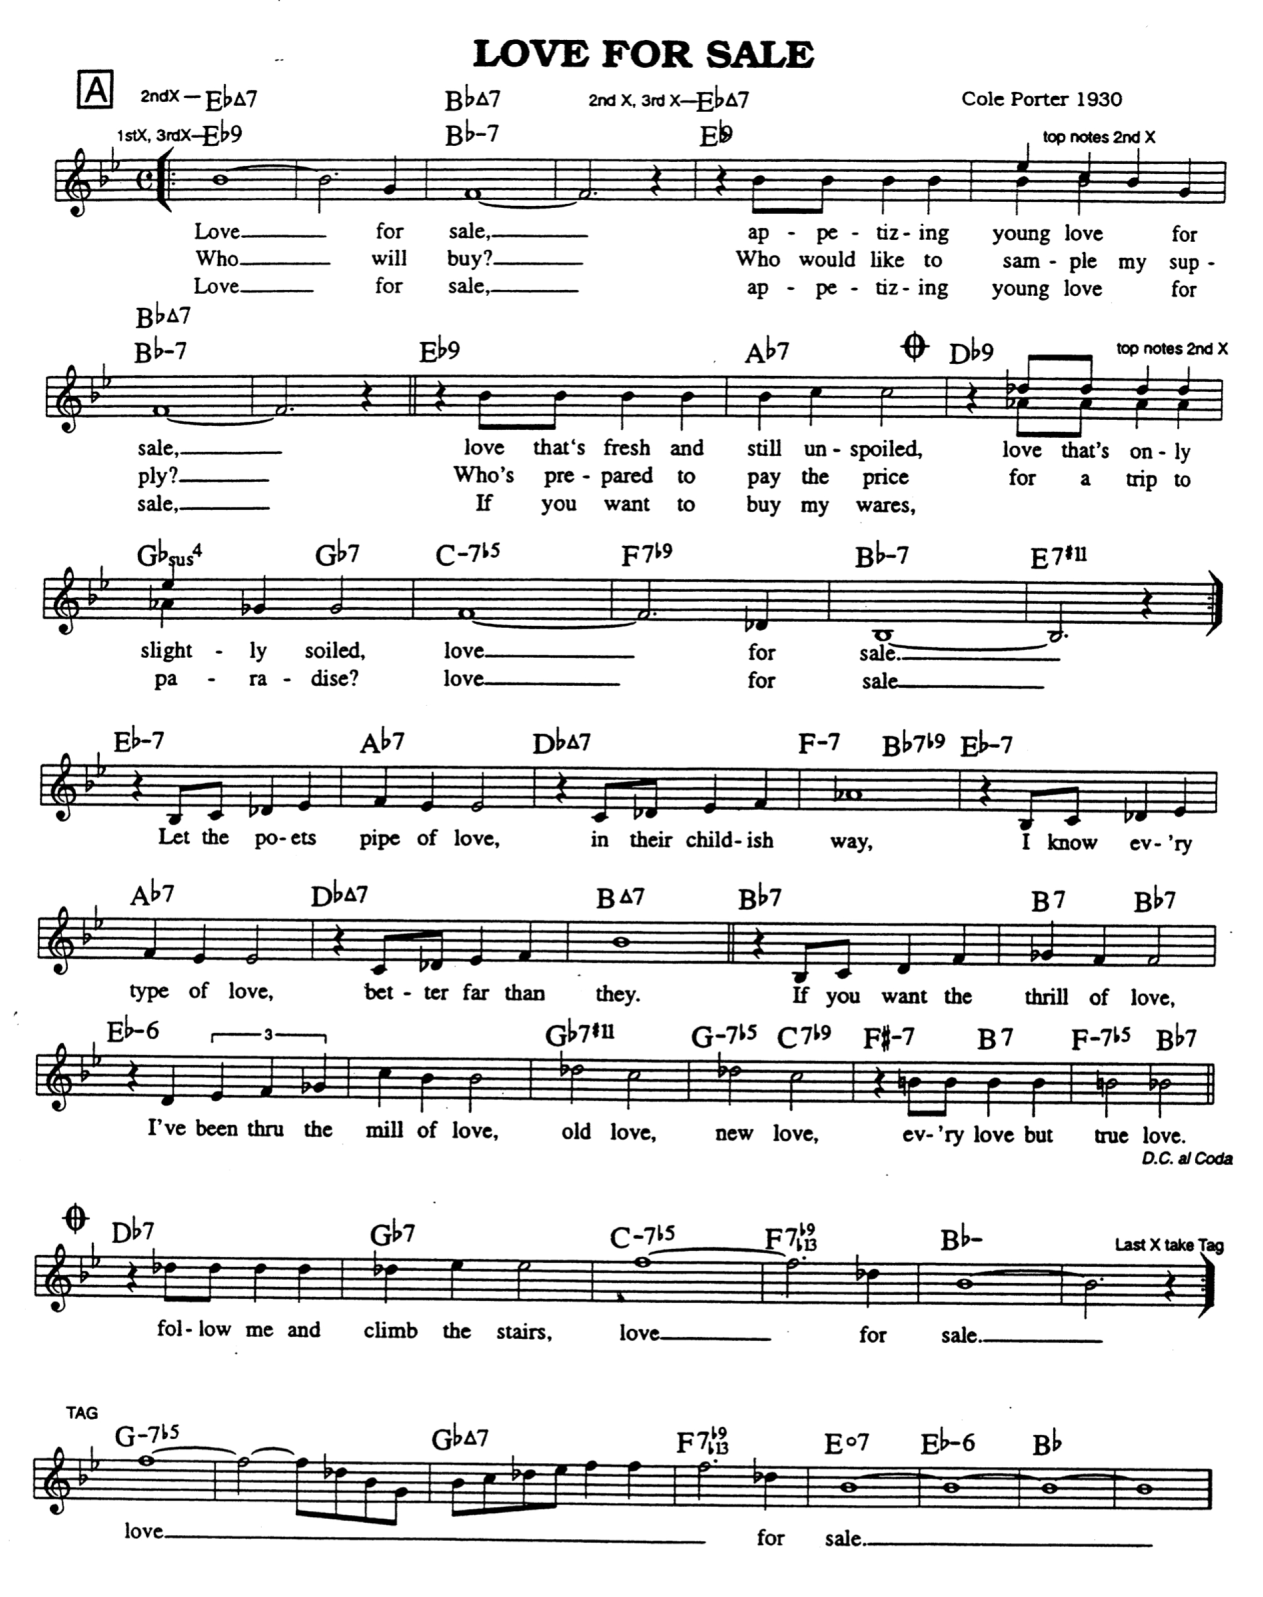 LOVE FOR SALE
A
2ndX—E♭Δ7 B♭Δ7 2nd X, 3rd X—E♭Δ7 Cole Porter 1930
1stX, 3rdX—E♭9 B♭-7 E♭9 top notes 2nd X
Love for sale, ap - pe - tiz - ing young love for
Who will buy? Who would like to sam - ple my sup -
Love for sale, ap - pe - tiz - ing young love for
B♭Δ7
B♭-7 E♭9 A♭7 D♭9 top notes 2nd X
sale, love that's fresh and still un - spoiled, love that's on - ly
ply? Who's pre - pared to pay the price for a trip to
sale, If you want to buy my wares,
G♭sus4 G♭7 C-7♭5 F7♭9 B♭-7 E7#11
slight - ly soiled, love for sale.
pa - ra - dise? love for sale
E♭-7 A♭7 D♭Δ7 F-7 B♭7♭9 E♭-7
Let the po - ets pipe of love, in their child - ish way, I know ev - 'ry
A♭7 D♭Δ7 BΔ7 B♭7 B7 B♭7
type of love, bet - ter far than they. If you want the thrill of love,
E♭-6 3 G♭7#11 G-7♭5 C7♭9 F#-7 B7 F-7♭5 B♭7
I've been thru the mill of love, old love, new love, ev - 'ry love but true love.
D.C. al Coda
D♭7 G♭7 C-7♭5 F7♭9♭13 B♭- Last X take Tag
fol - low me and climb the stairs, love for sale.
TAG
G-7♭5 G♭Δ7 F7♭9♭13 E°7 E♭-6 B♭
love for sale.